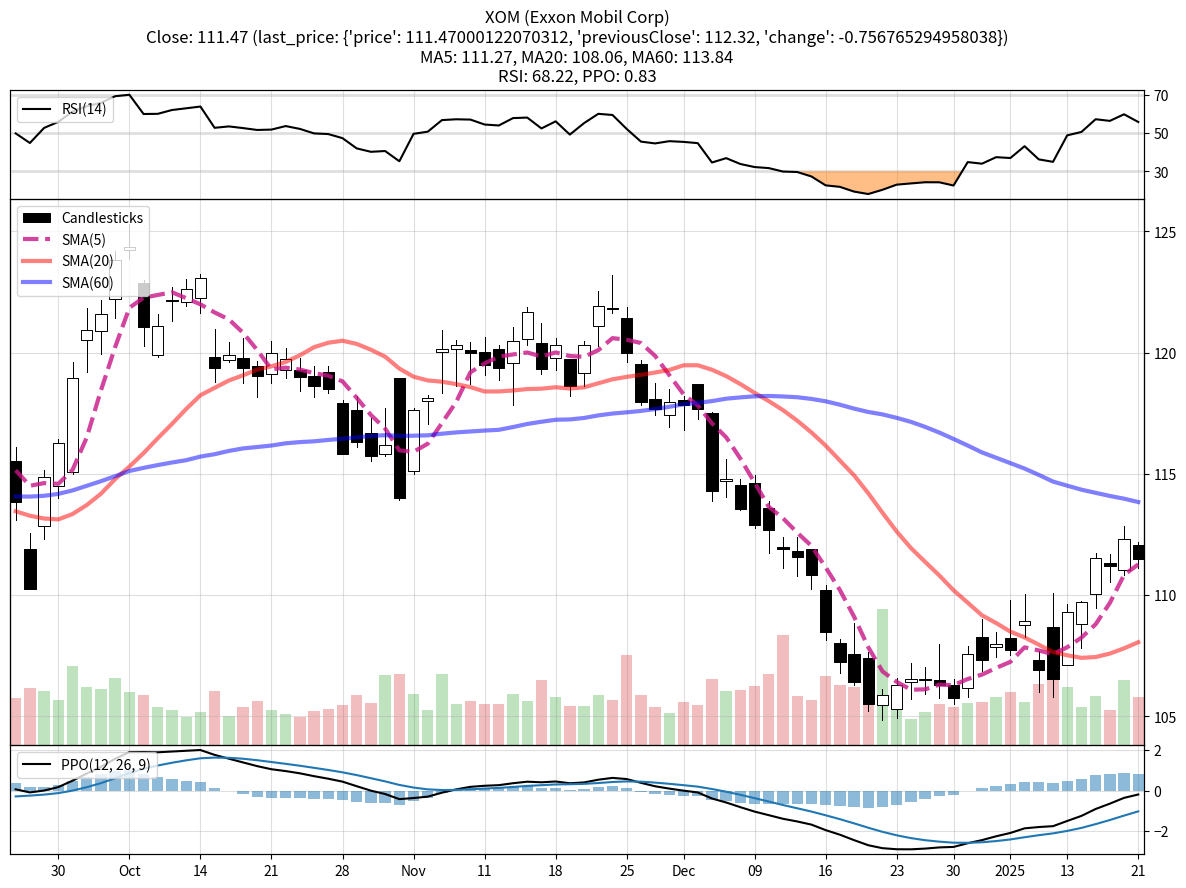 XOM (Exxon Mobil Corp)
Close: 111.47 (last_price: {'price': 111.47000122070312, 'previousClose': 112.32, 'change': -0.756765294958038})
MA5: 111.27, MA20: 108.06, MA60: 113.84
RSI: 68.22, PPO: 0.83
RSI(14)
70
50
30
Candlesticks
SMA(5)
SMA(20)
SMA(60)
125
120
115
110
105
PPO(12, 26, 9)
2
0
−2
30 Oct 14 21 28 Nov 11 18 25 Dec 09 16 23 30 2025 13 21